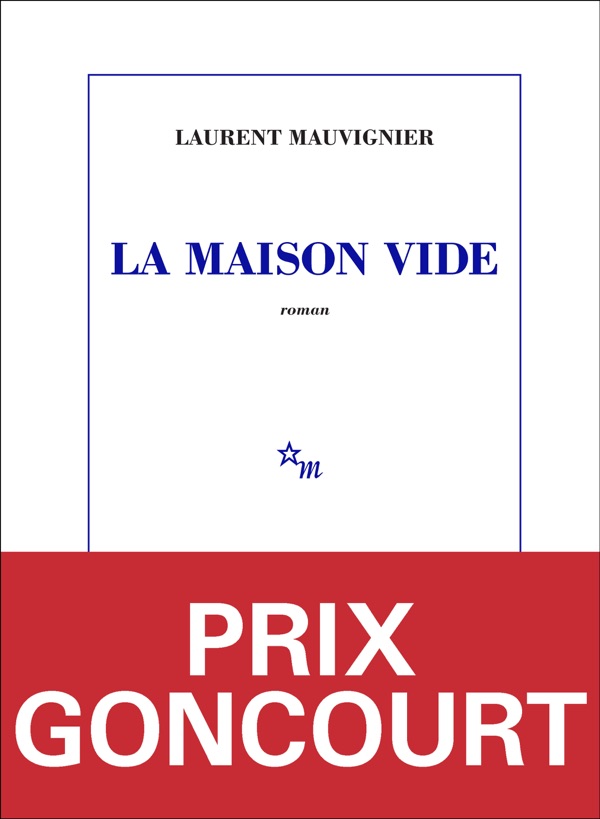 LAURENT MAUVIGNIER
LA MAISON VIDE
roman
m
PRIX
GONCOURT